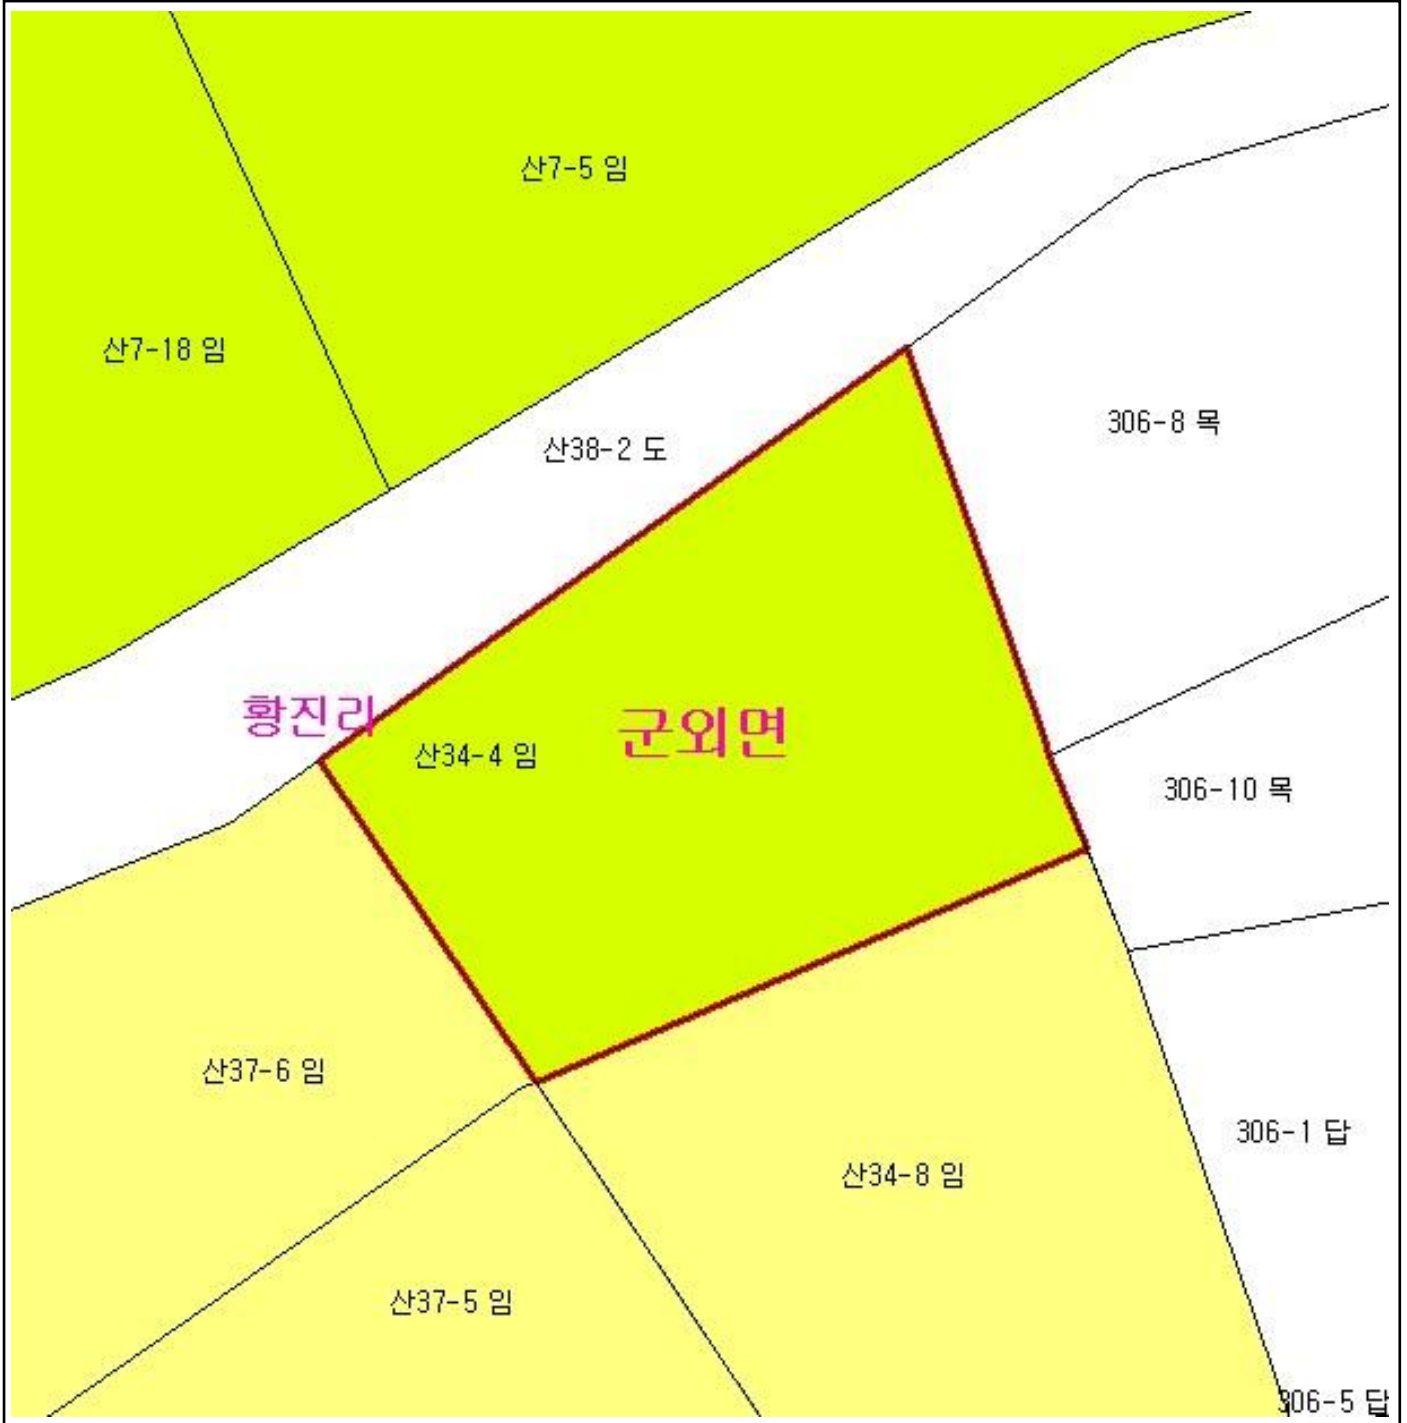 산7-5 임
산7-18 임
306-8 목
산38-2 도
황진리
군외면
산34-4 임
306-10 목
산37-6 임
306-1 답
산34-8 임
산37-5 임
306-5 답